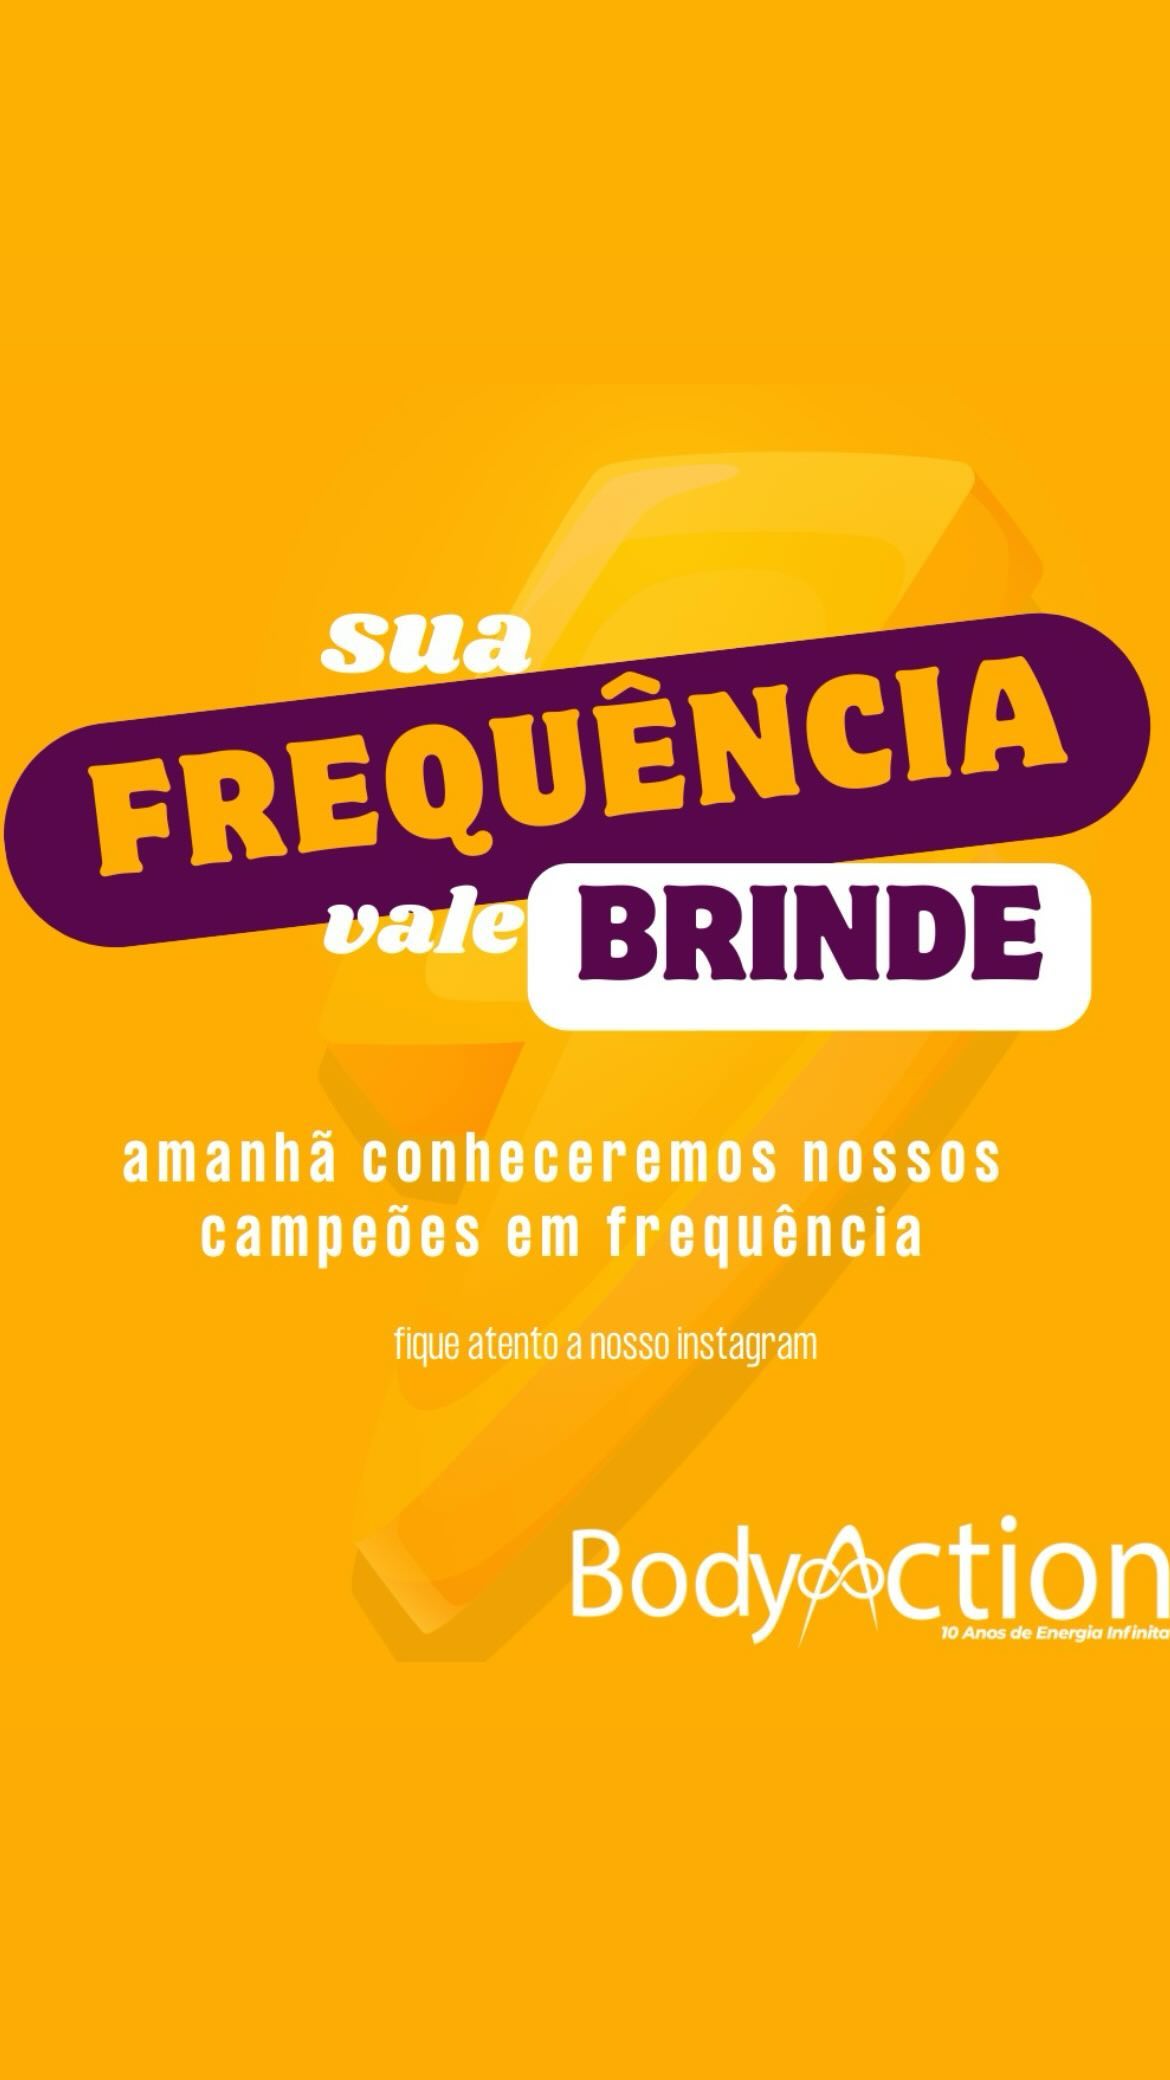 sua
FREQUÊNCIA
vale BRINDE
amanhã conheceremos nossos
campeões em frequência
fique atento a nosso instagram
BodyAction
10 Anos de Energia Infinita